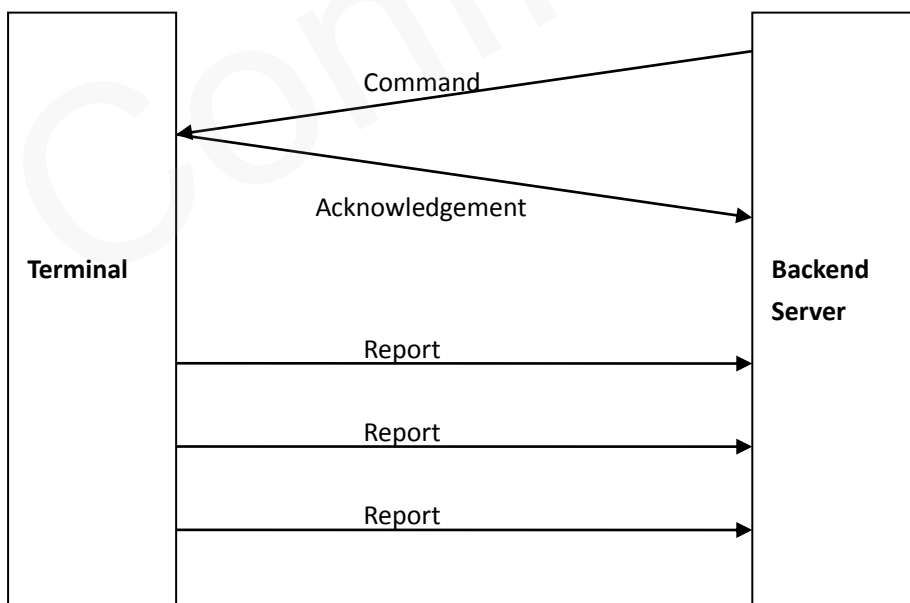 Command
Acknowledgement
Terminal
Backend
Server
Report
Report
Report